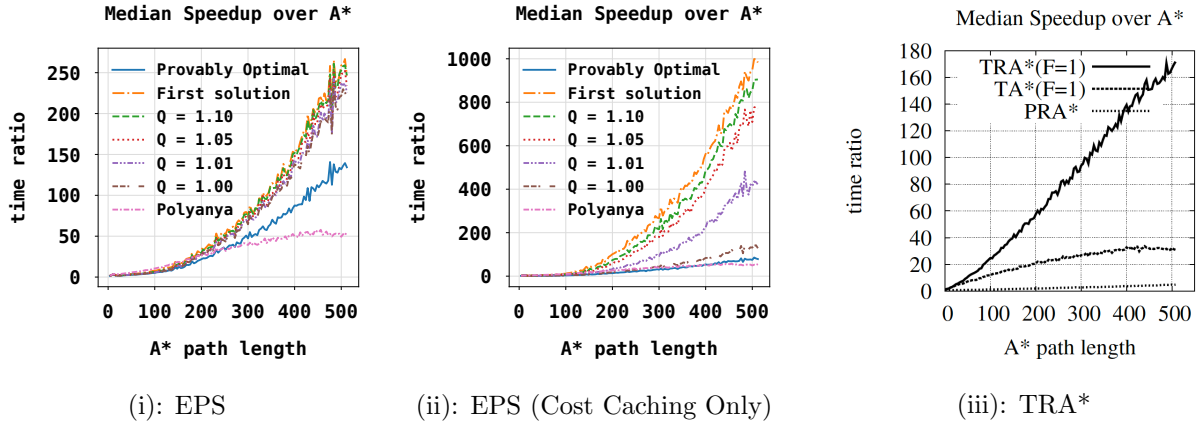 Median Speedup over A*
time ratio
250
200
150
100
50
0
Provably Optimal
First solution
Q = 1.10
Q = 1.05
Q = 1.01
Q = 1.00
Polyanya
0 100 200 300 400 500
A* path length
(i): EPS
Median Speedup over A*
time ratio
1000
800
600
400
200
0
Provably Optimal
First solution
Q = 1.10
Q = 1.05
Q = 1.01
Q = 1.00
Polyanya
0 100 200 300 400 500
A* path length
(ii): EPS (Cost Caching Only)
Median Speedup over A*
time ratio
180
160
140
120
100
80
60
40
20
0
TRA*(F=1)
TA*(F=1)
PRA*
0 100 200 300 400 500
A* path length
(iii): TRA*